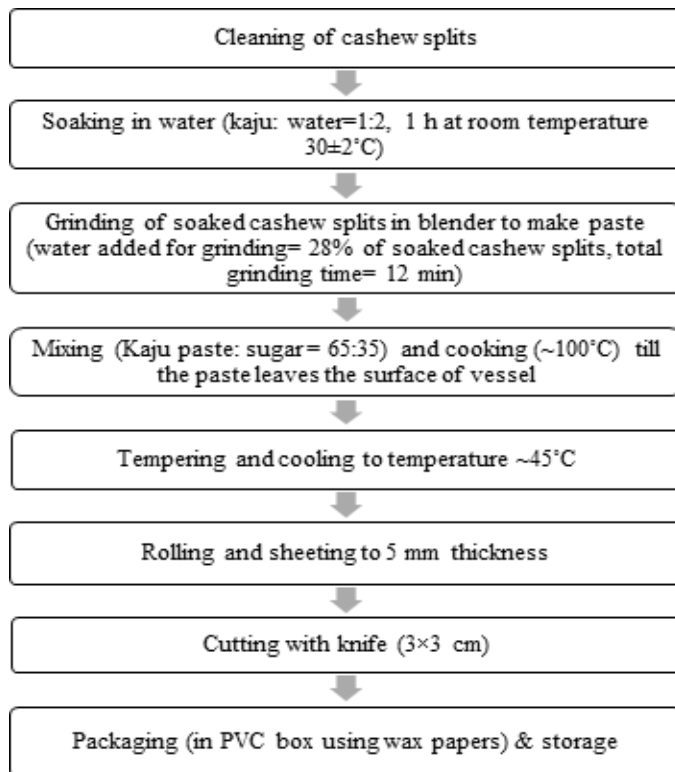 Cleaning of cashew splits
Soaking in water (kaju: water=1:2, 1 h at room temperature
30±2˚C)
Grinding of soaked cashew splits in blender to make paste
(water added for grinding= 28% of soaked cashew splits, total
grinding time= 12 min)
Mixing (Kaju paste: sugar= 65:35) and cooking (~100˚C) till
the paste leaves the surface of vessel
Tempering and cooling to temperature ~45˚C
Rolling and sheeting to 5 mm thickness
Cutting with knife (3×3 cm)
Packaging (in PVC box using wax papers) & storage